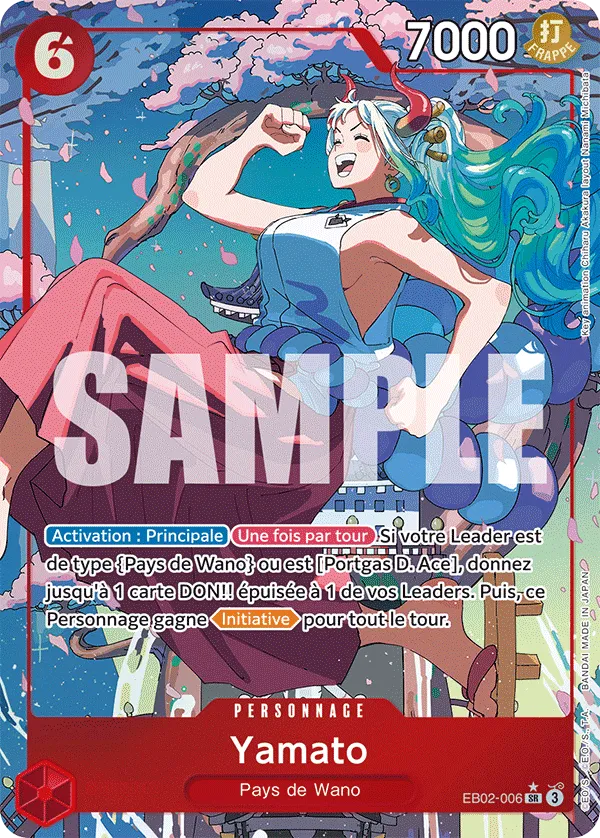 6
7000
打
FRAPPE
Key animation Chiharu Akakura layout Nanami Michibata
SAMPLE
Activation : Principale Une fois par tour Si votre Leader est
de type {Pays de Wano} ou est [Portgas D. Ace], donnez
jusqu'à 1 carte DON!! épuisée à 1 de vos Leaders. Puis, ce
Personnage gagne Initiative pour tout le tour.
BANDAI MADE IN JAPAN
PERSONNAGE
Yamato
Pays de Wano
EB02-006 SR 3